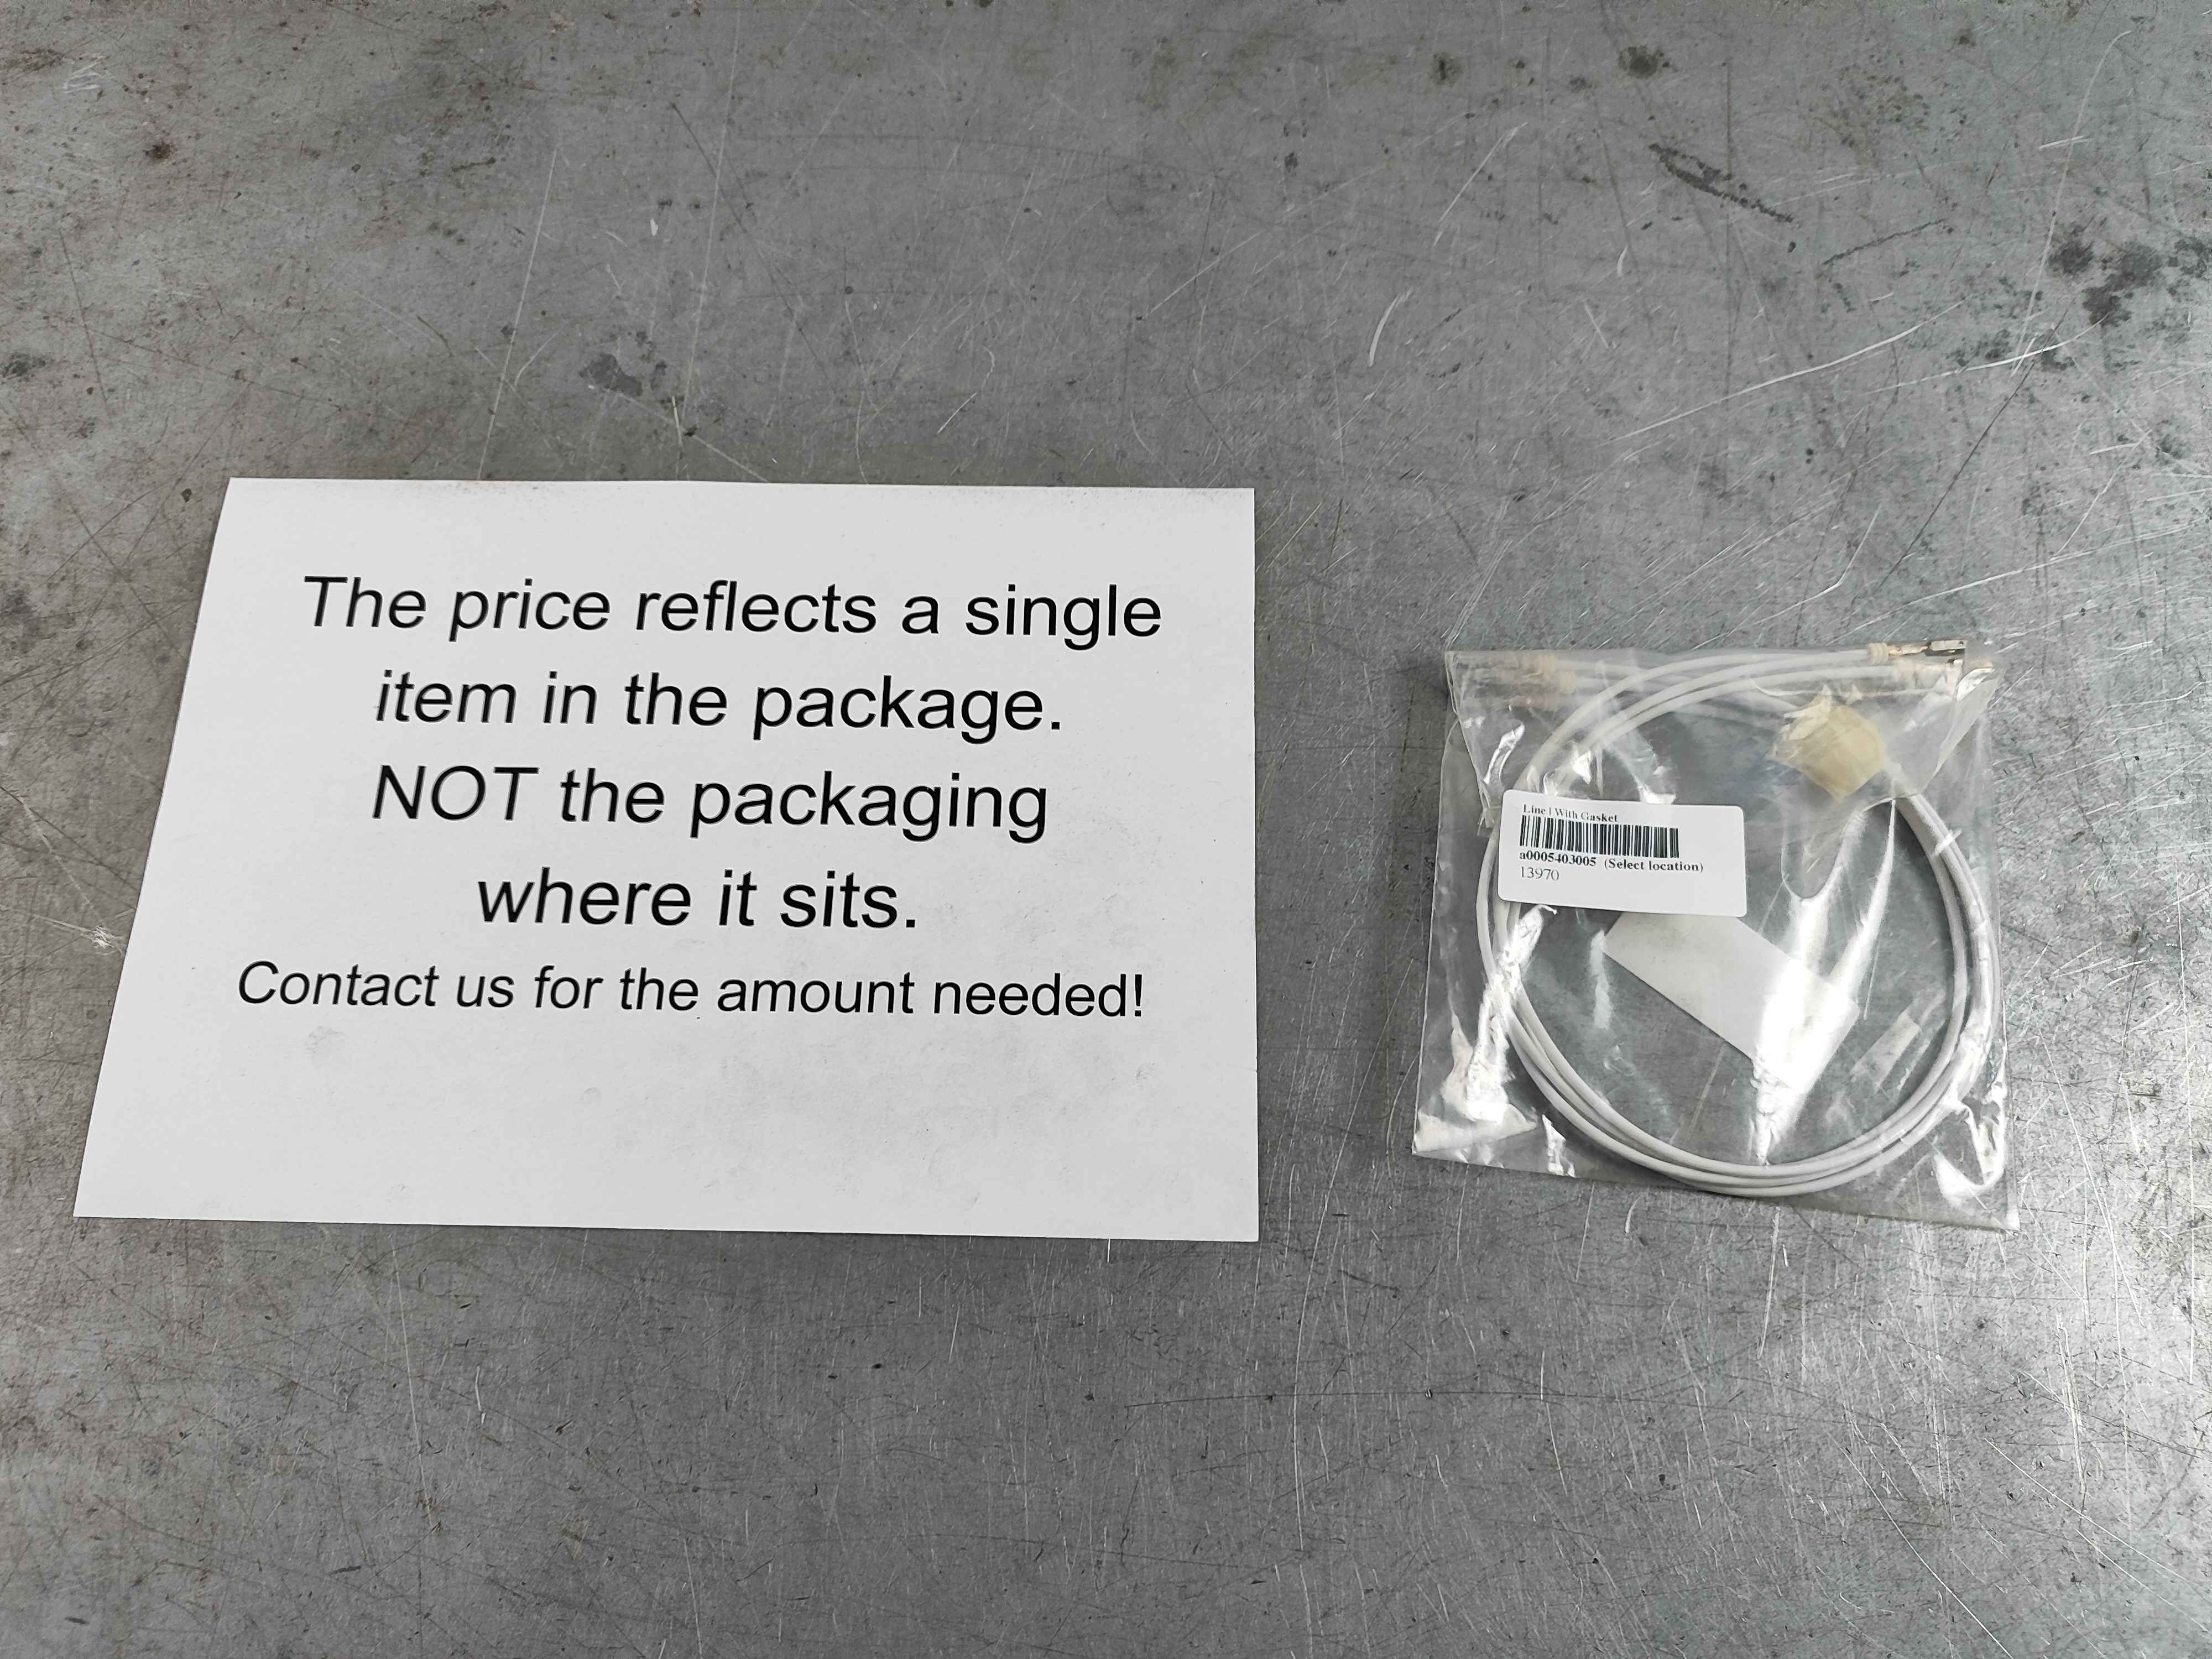 The price reflects a single
item in the package.
NOT the packaging
where it sits.
Contact us for the amount needed!
Line | With Gasket
a0005403005 (Select location)
13970